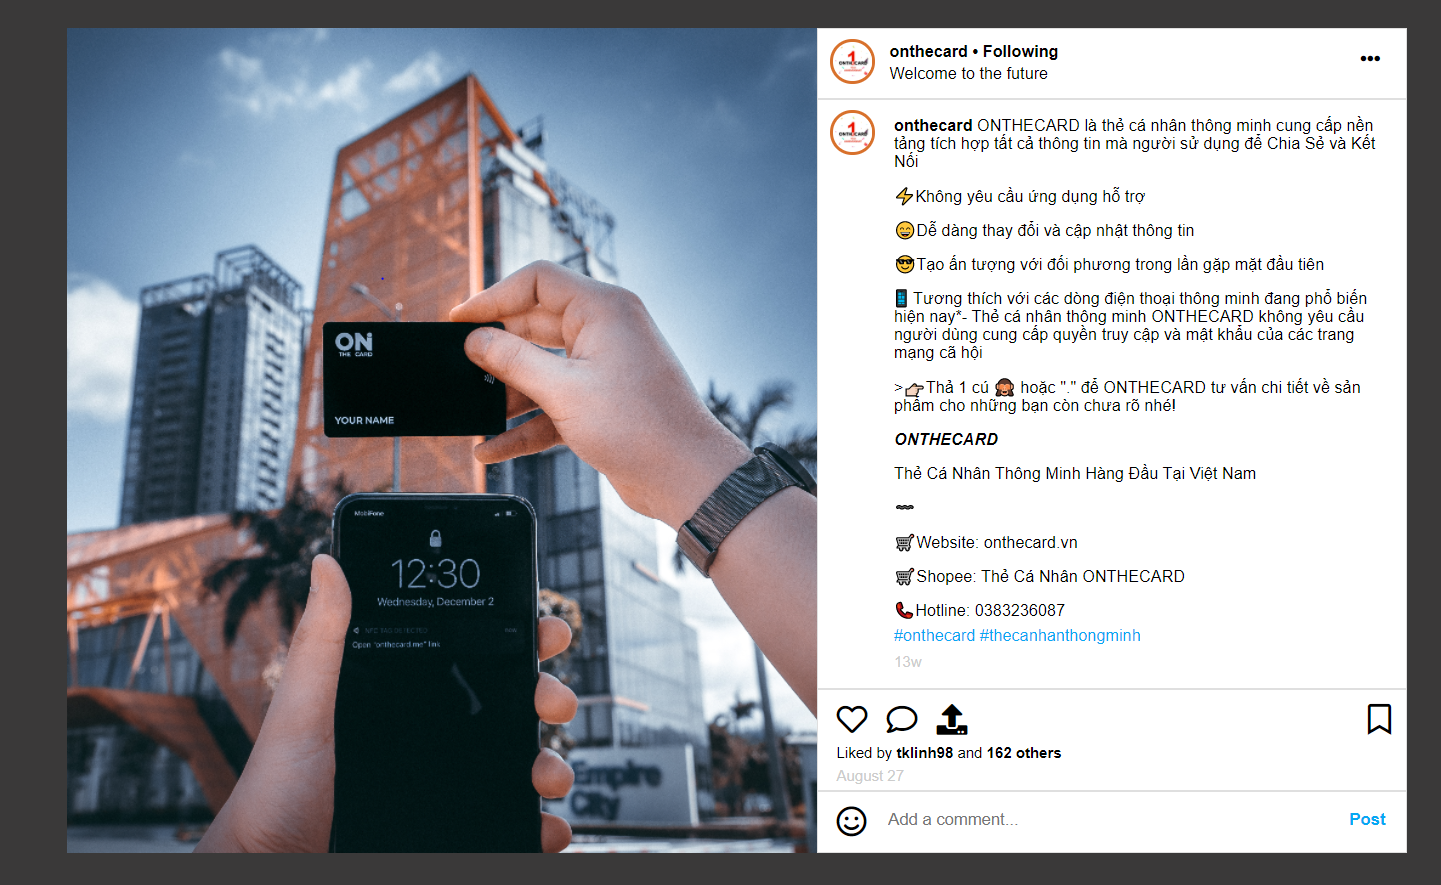 ON
THE CARD
YOUR NAME
MobiFone
12:30
Wednesday, December 2
NFC TAG DETECTED
now
Open "onthecard.me" link
Empire
City
onthecard • Following
Welcome to the future
•••
1
ONTHECARD
onthecard ONTHECARD là thẻ cá nhân thông minh cung cấp nền
tảng tích hợp tất cả thông tin mà người sử dụng để Chia Sẻ và Kết
Nối
⚡Không yêu cầu ứng dụng hỗ trợ
😄Dễ dàng thay đổi và cập nhật thông tin
😎Tạo ấn tượng với đối phương trong lần gặp mặt đầu tiên
📱Tương thích với các dòng điện thoại thông minh đang phổ biến
hiện nay*- Thẻ cá nhân thông minh ONTHECARD không yêu cầu
người dùng cung cấp quyền truy cập và mật khẩu của các trang
mạng cã hội
>👉Thả 1 cú 🙈 hoặc "." để ONTHECARD tư vấn chi tiết về sản
phẩm cho những bạn còn chưa rõ nhé!
ONTHECARD
Thẻ Cá Nhân Thông Minh Hàng Đầu Tại Việt Nam
〰
🛒Website: onthecard.vn
🛒Shopee: Thẻ Cá Nhân ONTHECARD
📞Hotline: 0383236087
#onthecard #thecanhanthongminh
13w
Liked by tklinh98 and 162 others
August 27
Add a comment...
Post